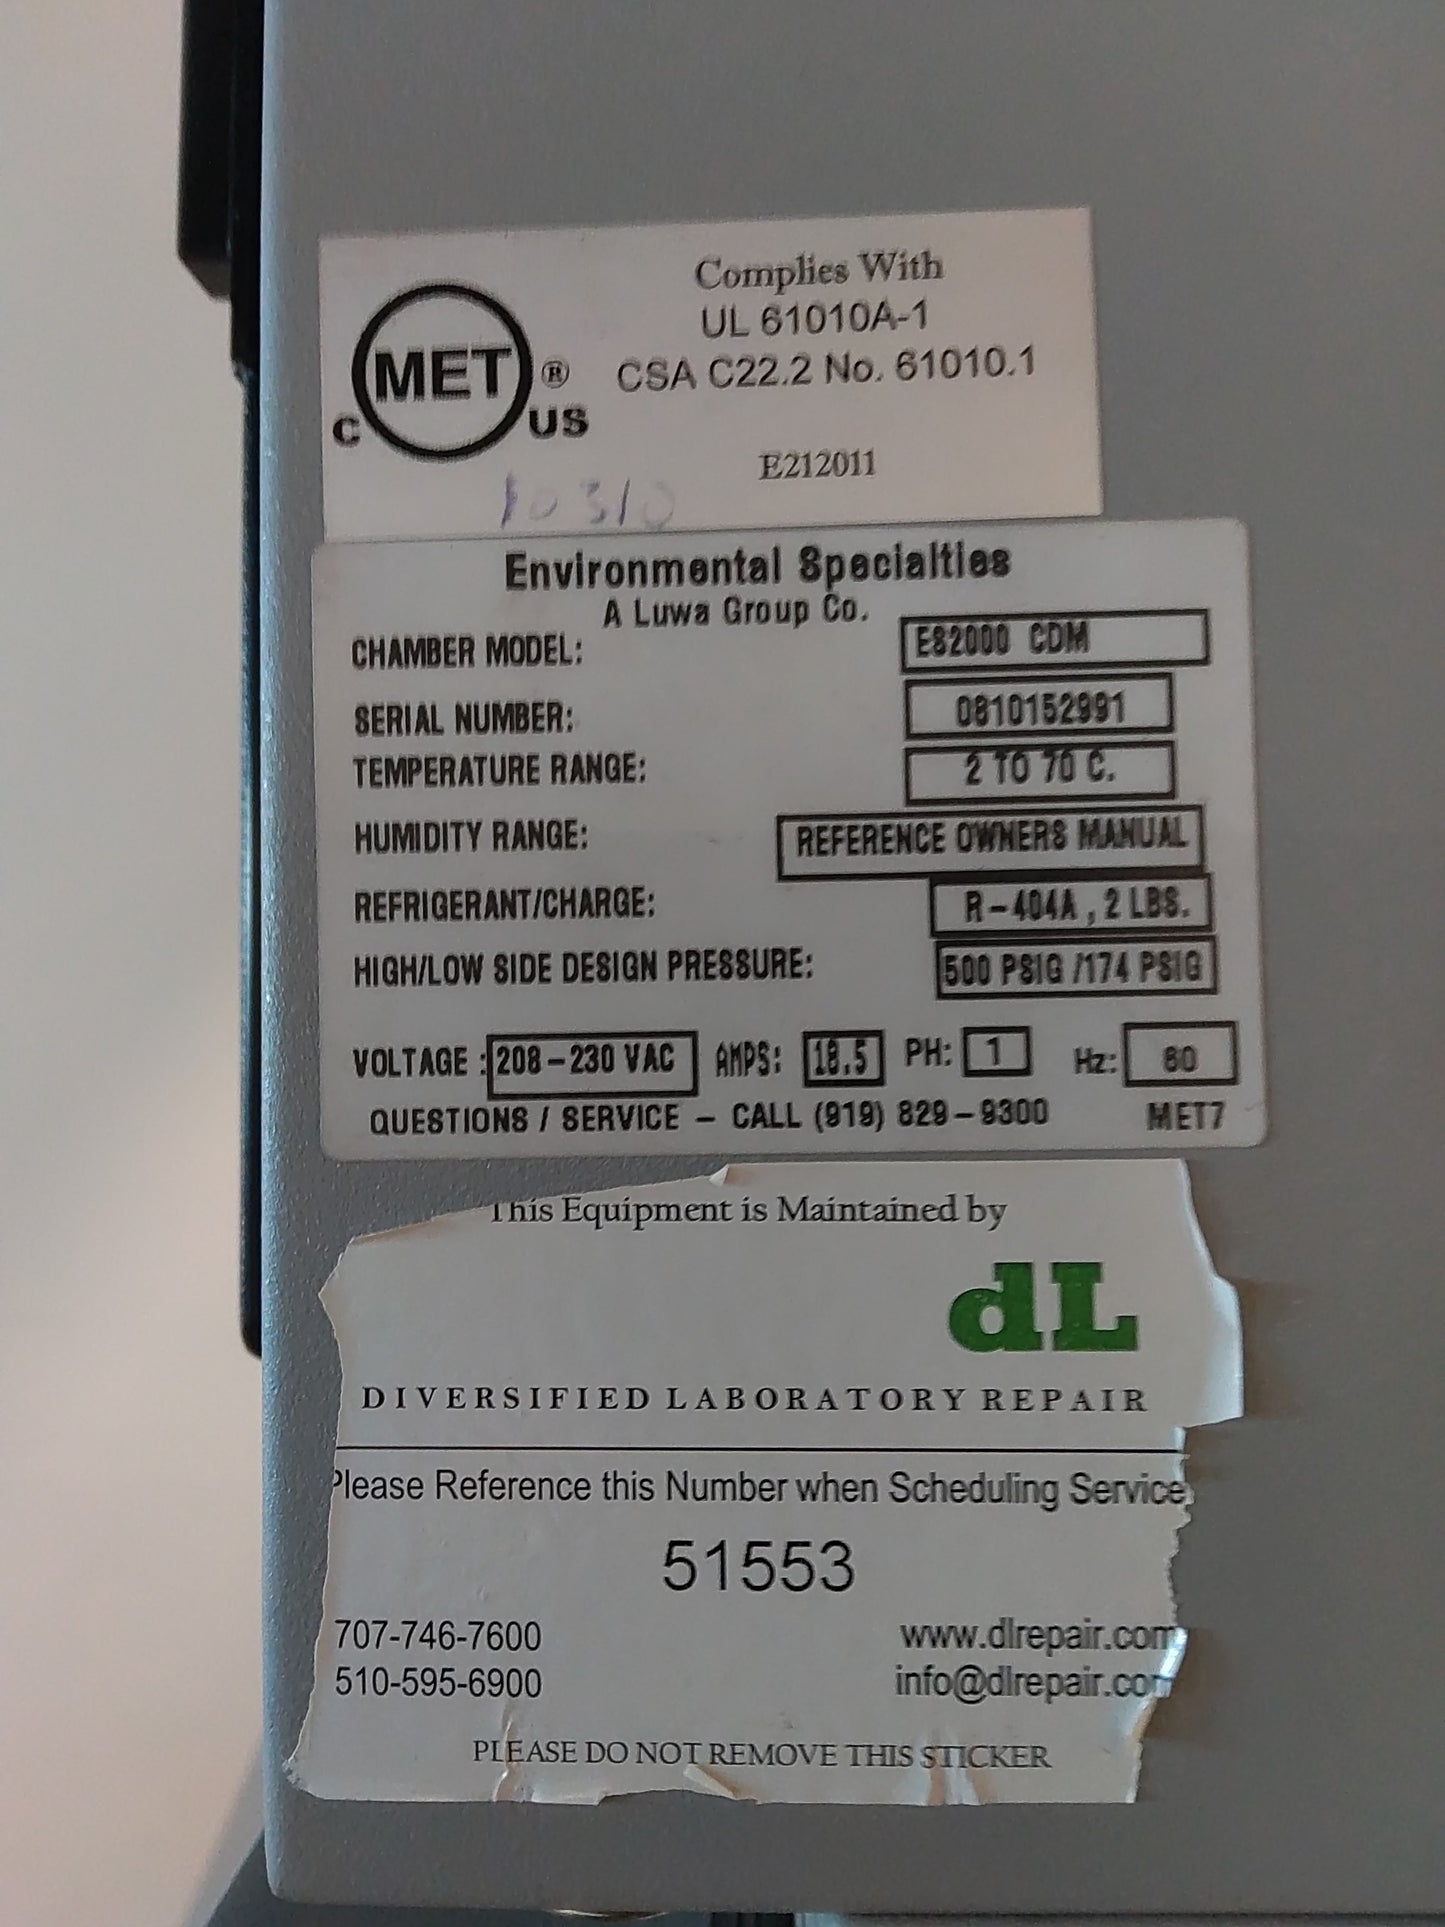 Complies With
UL 61010A-1
CSA C22.2 No. 61010.1
C MET ® US
E212011
10310
Environmental Specialties
A Luwa Group Co.
CHAMBER MODEL: ES2000 CDM
SERIAL NUMBER: 0810152991
TEMPERATURE RANGE: 2 TO 70 C.
HUMIDITY RANGE: REFERENCE OWNERS MANUAL
REFRIGERANT/CHARGE: R-404A , 2 LBS.
HIGH/LOW SIDE DESIGN PRESSURE: 500 PSIG /174 PSIG
VOLTAGE : 208-230 VAC AMPS: 18.5 PH: 1 Hz: 60
QUESTIONS / SERVICE - CALL (919) 829-9300 MET7
This Equipment is Maintained by
dL
DIVERSIFIED LABORATORY REPAIR
Please Reference this Number when Scheduling Service
51553
707-746-7600 www.dlrepair.com
510-595-6900 info@dlrepair.com
PLEASE DO NOT REMOVE THIS STICKER